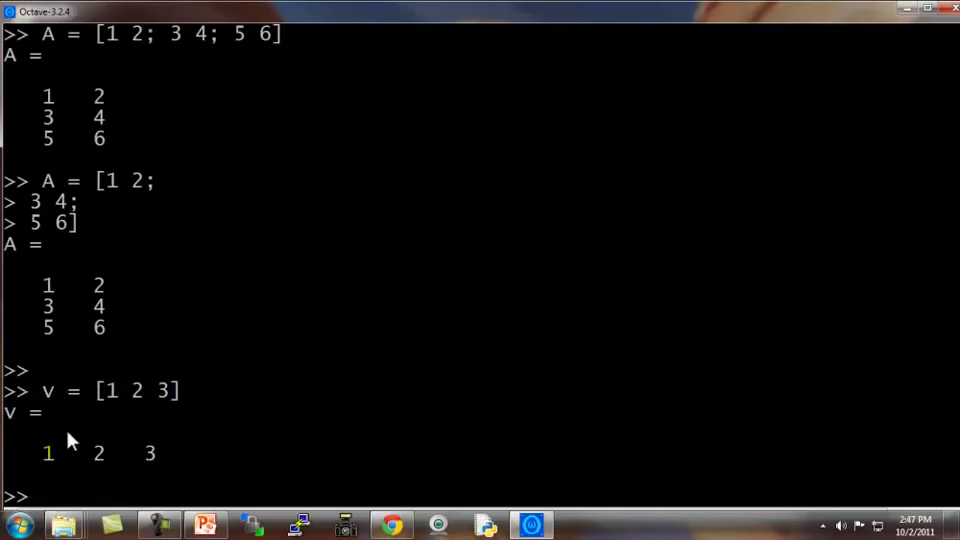 Octave-3.2.4
>> A = [1 2; 3 4; 5 6]
A =
1 2
3 4
5 6
>> A = [1 2;
> 3 4;
> 5 6]
A =
1 2
3 4
5 6
>>
>> v = [1 2 3]
v =
1 2 3
>>
2:47 PM
10/2/2011